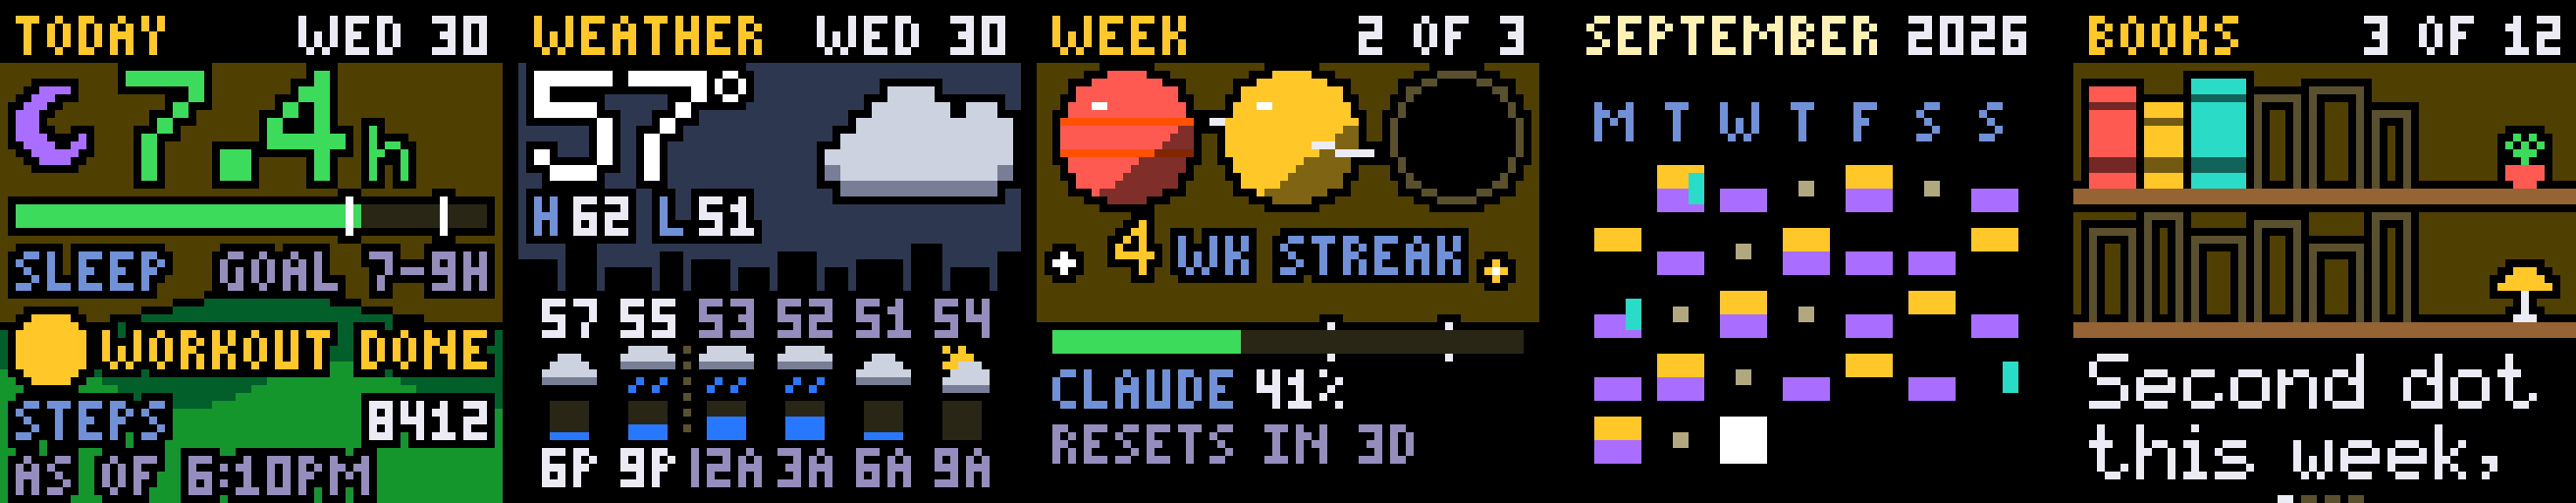 TODAY WED 30
7.4h
SLEEP GOAL 7-9H
WORKOUT DONE
STEPS 8412
AS OF 6:10PM
WEATHER WED 30
57°
H 62 L 51
57 55 53 52 51 54
6P 9P 12A 3A 6A 9A
WEEK 2 OF 3
4 WK STREAK
CLAUDE 41%
RESETS IN 3D
SEPTEMBER 2026
M T W T F S S
BOOKS 3 OF 12
Second dot
this week,